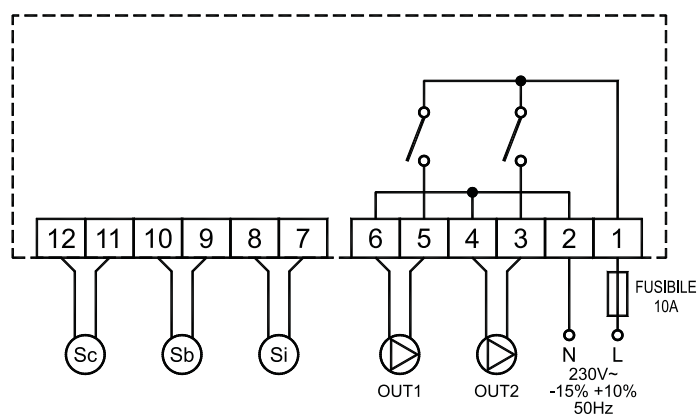 12 11 10 9 8 7 6 5 4 3 2 1
FUSIBILE
10A
Sc Sb Si
N L
OUT1 OUT2
230V~
-15% +10%
50Hz